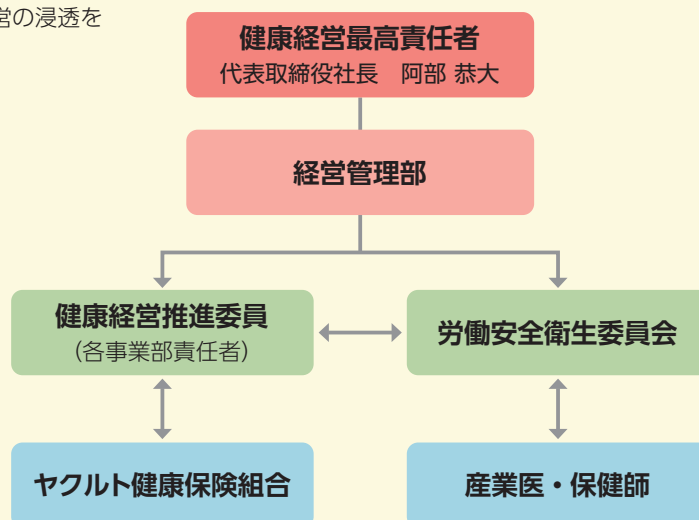 営の浸透を
健康経営最高責任者
代表取締役社長　阿部 恭大
経営管理部
健康経営推進委員
（各事業部責任者）
労働安全衛生委員会
ヤクルト健康保険組合
産業医・保健師